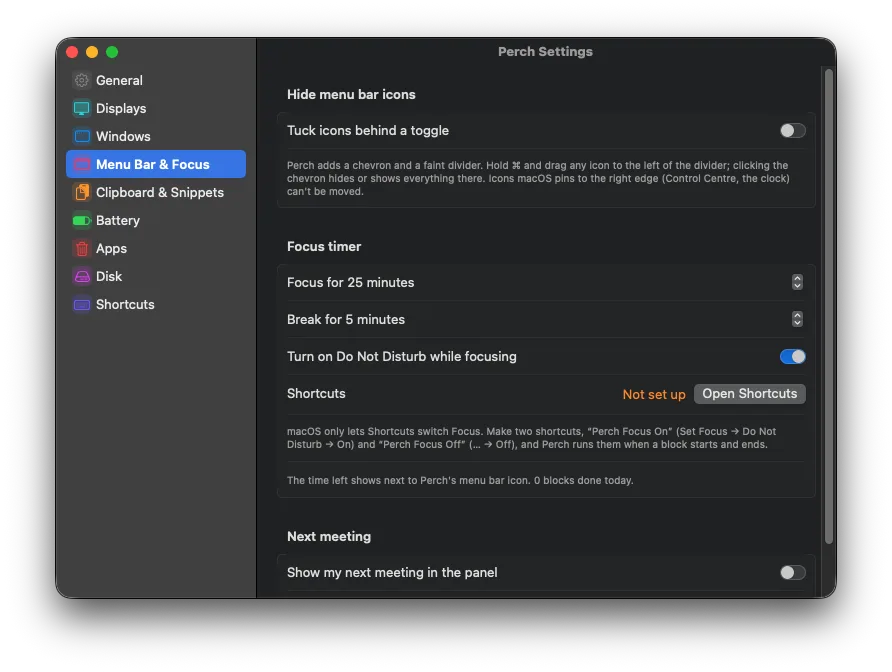 Perch Settings
General
Displays
Windows
Menu Bar & Focus
Clipboard & Snippets
Battery
Apps
Disk
Shortcuts
Hide menu bar icons
Tuck icons behind a toggle
Perch adds a chevron and a faint divider. Hold ⌘ and drag any icon to the left of the divider; clicking the
chevron hides or shows everything there. Icons macOS pins to the right edge (Control Centre, the clock)
can't be moved.
Focus timer
Focus for 25 minutes
Break for 5 minutes
Turn on Do Not Disturb while focusing
Shortcuts Not set up Open Shortcuts
macOS only lets Shortcuts switch Focus. Make two shortcuts, “Perch Focus On” (Set Focus → Do Not
Disturb → On) and “Perch Focus Off” (… → Off), and Perch runs them when a block starts and ends.
The time left shows next to Perch's menu bar icon. 0 blocks done today.
Next meeting
Show my next meeting in the panel